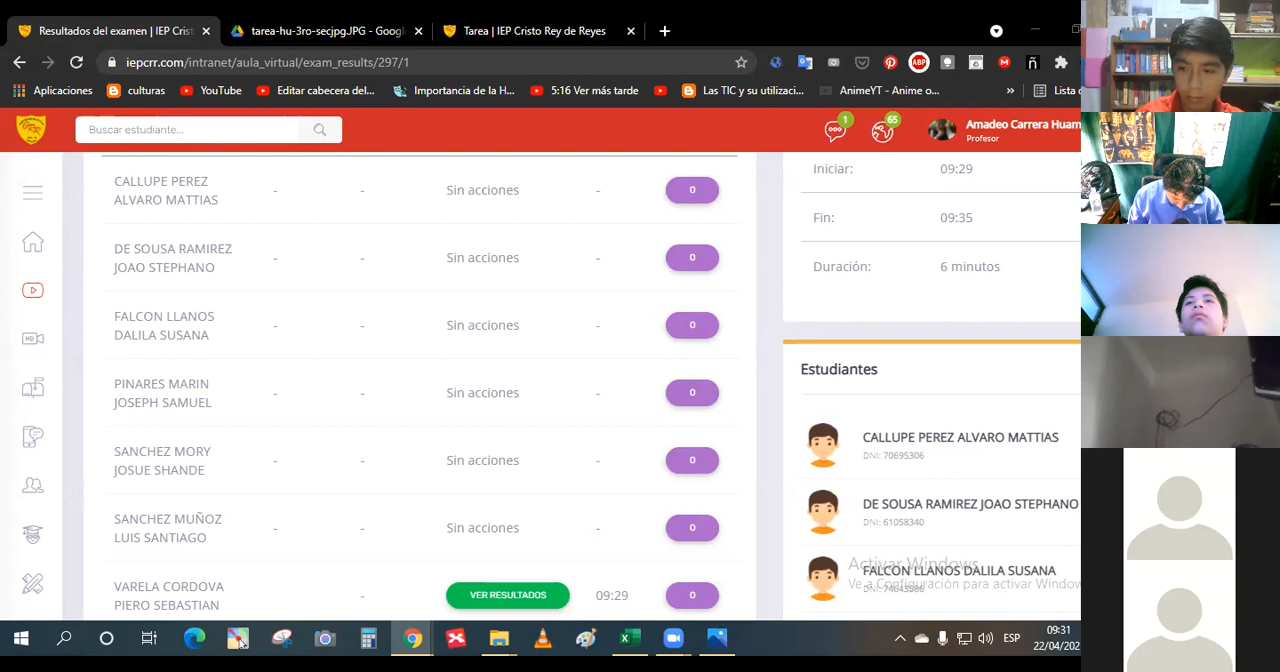 Resultados del examen | IEP Crist
tarea-hu-3ro-secjpg.JPG - Googl
Tarea | IEP Cristo Rey de Reyes
iepcrr.com/intranet/aula_virtual/exam_results/297/1
Aplicaciones
culturas
YouTube
Editar cabecera del...
Importancia de la H...
5:16 Ver más tarde
Las TIC y su utilizaci...
AnimeYT - Anime o...
»
Lista d
Buscar estudiante...
1
65
Amadeo Carrera Huam
Profesor
CALLUPE PEREZ
ALVARO MATTIAS
- - Sin acciones - 0
DE SOUSA RAMIREZ
JOAO STEPHANO
- - Sin acciones - 0
FALCON LLANOS
DALILA SUSANA
- - Sin acciones - 0
PINARES MARIN
JOSEPH SAMUEL
- - Sin acciones - 0
SANCHEZ MORY
JOSUE SHANDE
- - Sin acciones - 0
SANCHEZ MUÑOZ
LUIS SANTIAGO
- - Sin acciones - 0
VARELA CORDOVA
PIERO SEBASTIAN
- VER RESULTADOS 09:29 0
Iniciar: 09:29
Fin: 09:35
Duración: 6 minutos
Estudiantes
CALLUPE PEREZ ALVARO MATTIAS
DNI: 70695306
DE SOUSA RAMIREZ JOAO STEPHANO
DNI: 61058340
FALCON LLANOS DALILA SUSANA
Activar Windows
Ve a Configuración para activar Window
ESP
09:31
22/04/202